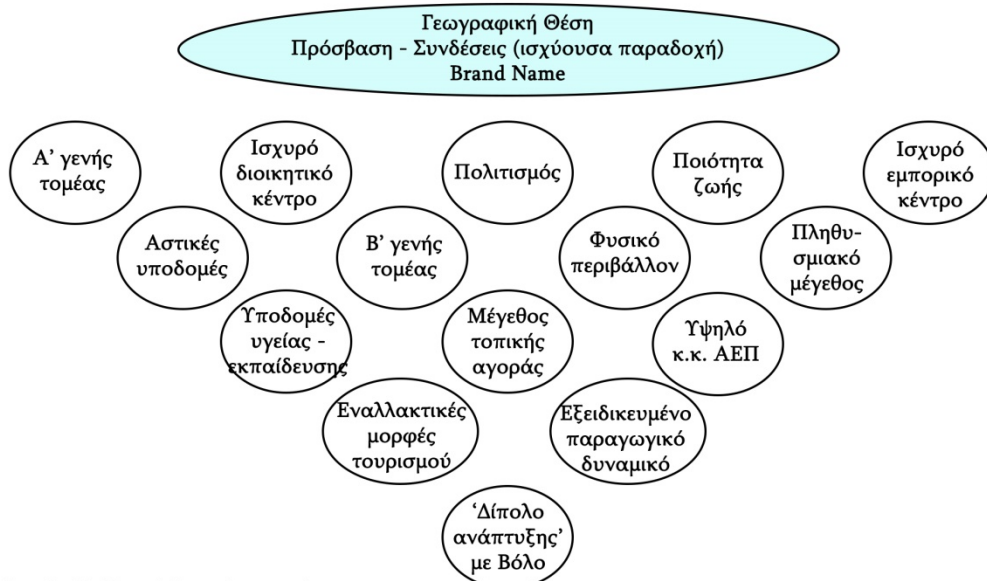 Γεωγραφική Θέση
Πρόσβαση - Συνδέσεις (ισχύουσα παραδοχή)
Brand Name
Α' γενής
τομέας
Ισχυρό
διοικητικό
κέντρο
Πολιτισμός
Ποιότητα
ζωής
Ισχυρό
εμπορικό
κέντρο
Αστικές
υποδομές
Β' γενής
τομέας
Φυσικό
περιβάλλον
Πληθυ-
σμιακό
μέγεθος
Υποδομές
υγείας -
εκπαίδευσης
Μέγεθος
τοπικής
αγοράς
Υψηλό
κ.κ. ΑΕΠ
Εναλλακτικές
μορφές
τουρισμού
Εξειδικευμένο
παραγωγικό
δυναμικό
‘Δίπολο
ανάπτυξης’
με Βόλο